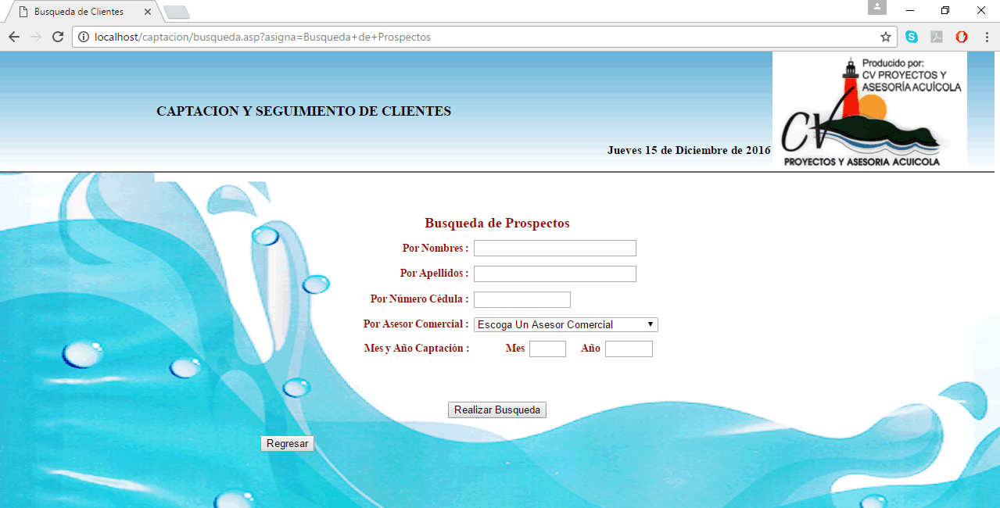 Busqueda de Clientes
localhost/captacion/busqueda.asp?asigna=Busqueda+de+Prospectos
Producido por:
CV PROYECTOS Y
ASESORÍA ACUÍCOLA
CAPTACION Y SEGUIMIENTO DE CLIENTES
CV
Jueves 15 de Diciembre de 2016
PROYECTOS Y ASESORIA ACUICOLA
Busqueda de Prospectos
Por Nombres :
Por Apellidos :
Por Número Cédula :
Por Asesor Comercial : Escoga Un Asesor Comercial
Mes y Año Captación : Mes Año
Realizar Busqueda
Regresar